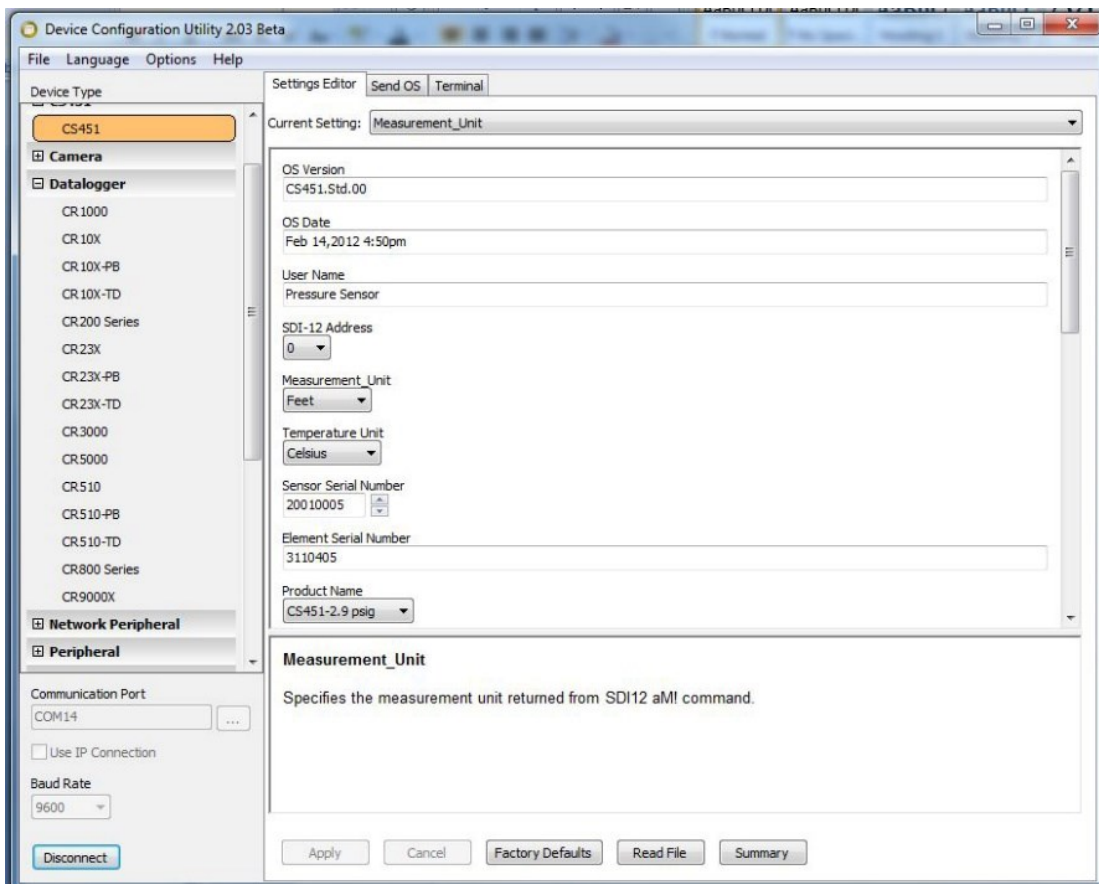 Device Configuration Utility 2.03 Beta
File Language Options Help
Device Type
CS451
Camera
Datalogger
CR1000
CR10X
CR10X-PB
CR10X-TD
CR200 Series
CR23X
CR23X-PB
CR23X-TD
CR3000
CR5000
CR510
CR510-PB
CR510-TD
CR800 Series
CR9000X
Network Peripheral
Peripheral
Communication Port
COM14
...
Use IP Connection
Baud Rate
9600
Disconnect
Settings Editor Send OS Terminal
Current Setting: Measurement_Unit
OS Version
CS451.Std.00
OS Date
Feb 14,2012 4:50pm
User Name
Pressure Sensor
SDI-12 Address
0
Measurement_Unit
Feet
Temperature Unit
Celsius
Sensor Serial Number
20010005
Element Serial Number
3110405
Product Name
CS451-2.9 psig
Measurement_Unit
Specifies the measurement unit returned from SDI12 aM! command.
Apply Cancel Factory Defaults Read File Summary